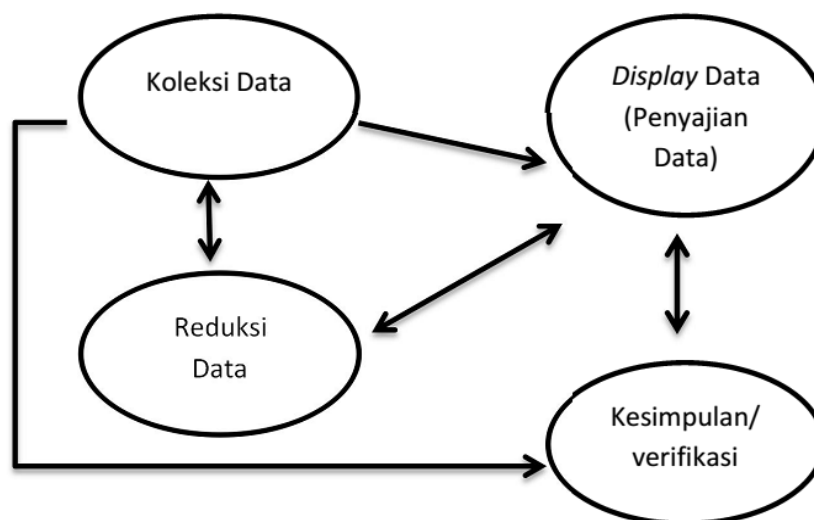 Koleksi Data
Display Data
(Penyajian
Data)
Reduksi
Data
Kesimpulan/
verifikasi